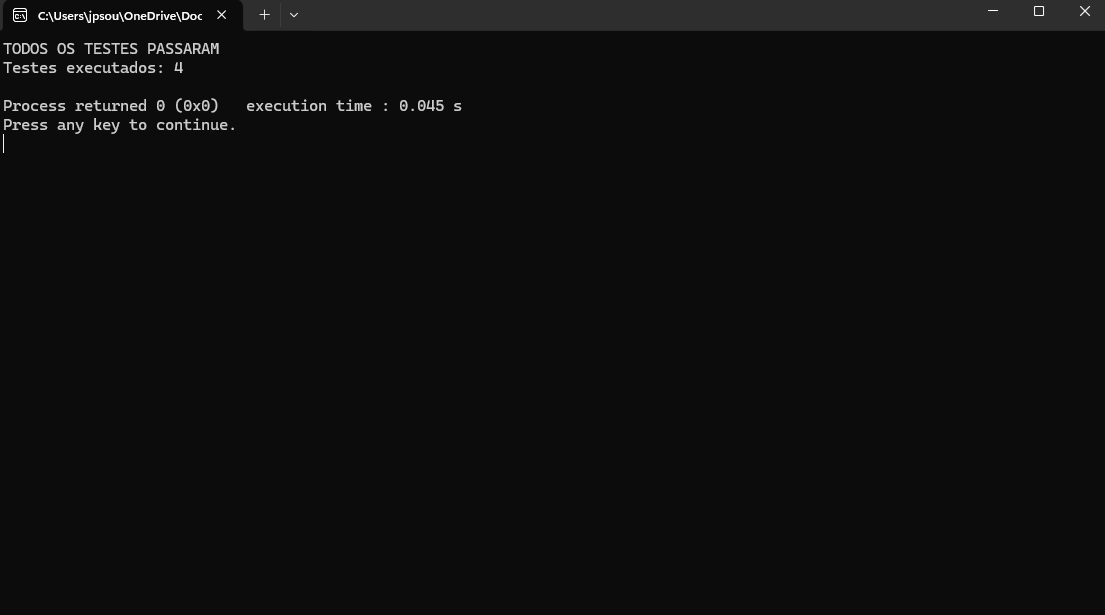 C:\Users\jpsou\OneDrive\Doc
TODOS OS TESTES PASSARAM
Testes executados: 4
Process returned 0 (0x0)   execution time : 0.045 s
Press any key to continue.